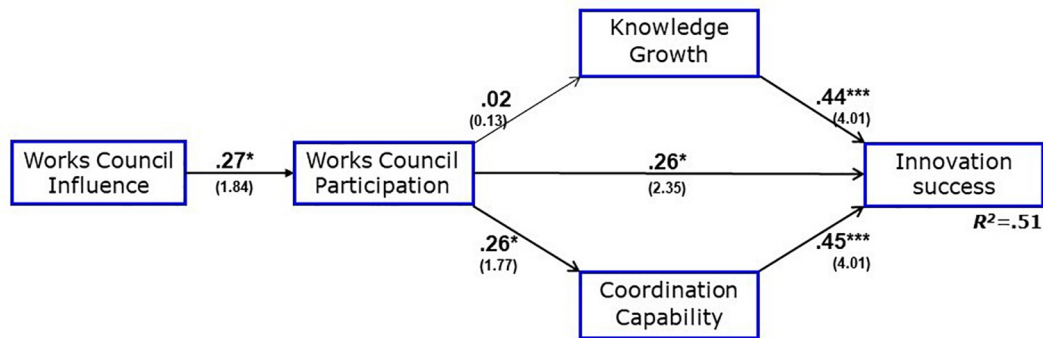 Knowledge
Growth
.02
(0.13)
.44***
(4.01)
Works Council
Influence
.27*
(1.84)
Works Council
Participation
.26*
(2.35)
Innovation
success
R²=.51
.26*
(1.77)
.45***
(4.01)
Coordination
Capability